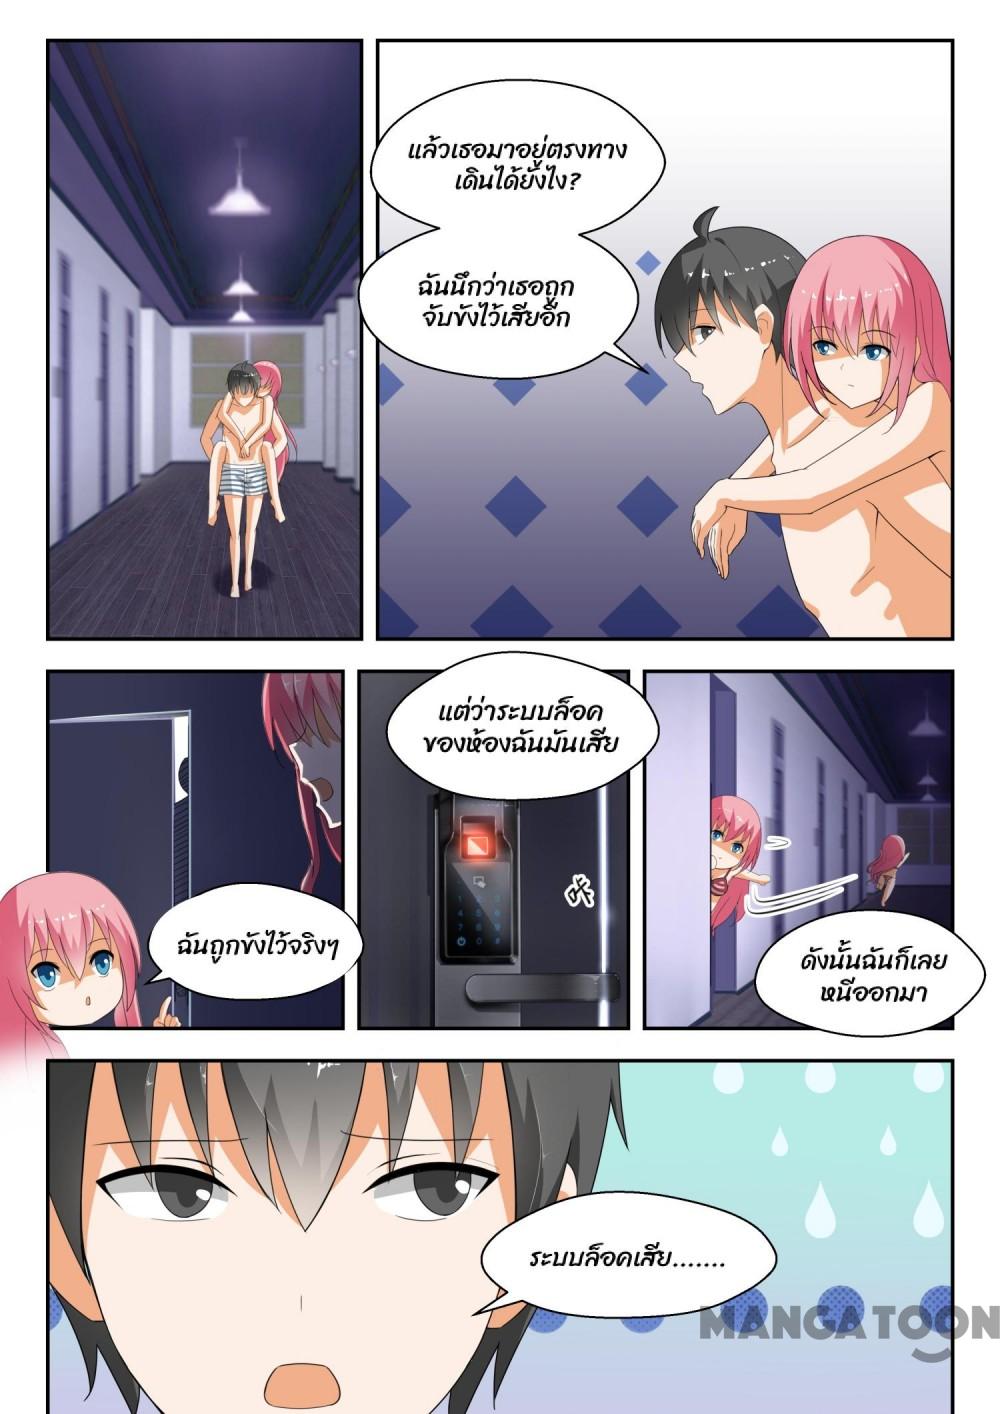 แล้วเธอมาอยู่ตรงทาง
เดินได้ยังไง?
ฉันนึกว่าเธอถูก
จับขังไว้เสียอีก
แต่ว่าระบบล็อค
ของห้องฉันมันเสีย
ฉันถูกขังไว้จริงๆ
ดังนั้นฉันก็เลย
หนีออกมา
ระบบล็อคเสีย.......
MANGATOON